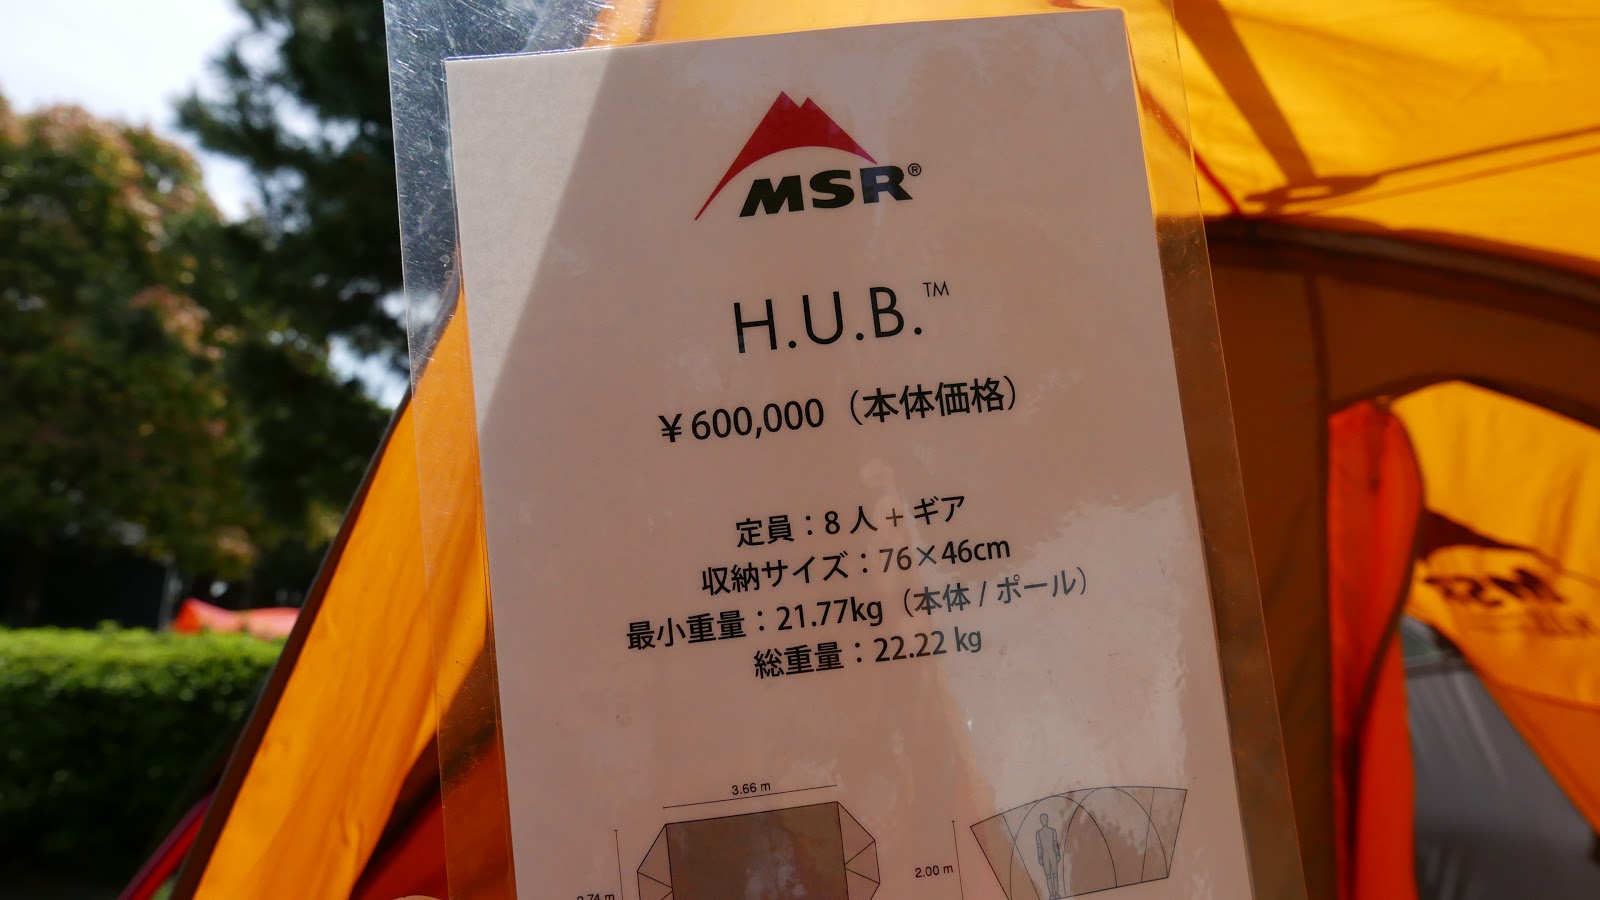 MSR®
H.U.B.™
¥600,000（本体価格）
定員：8 人 + ギア
収納サイズ：76×46cm
最小重量：21.77kg（本体 / ポール）
総重量：22.22 kg
3.66 m
2.00 m
MSR